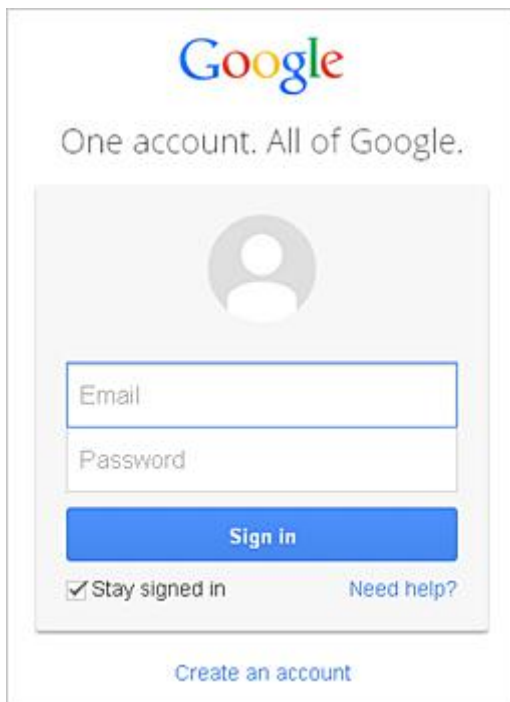 Google
One account. All of Google.
Email
Password
Sign in
Stay signed in Need help?
Create an account